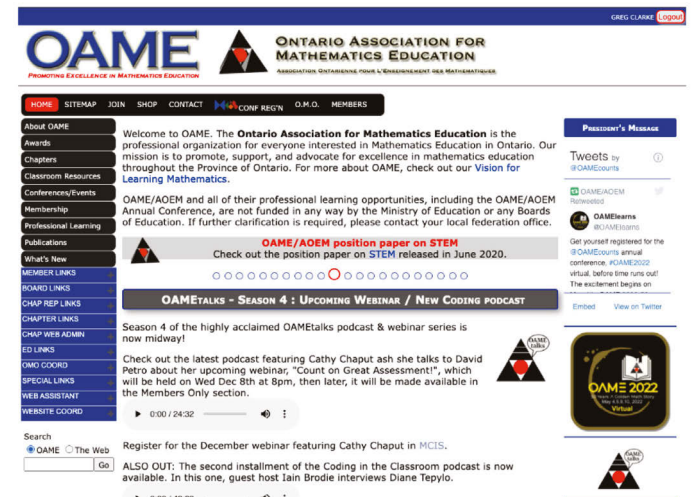 GREG CLARKE Logout
OAME
PROMOTING EXCELLENCE IN MATHEMATICS EDUCATION
ONTARIO ASSOCIATION FOR
MATHEMATICS EDUCATION
ASSOCIATION ONTARIENNE POUR L'ENSEIGNEMENT DES MATHÉMATIQUES
HOME SITEMAP JOIN SHOP CONTACT CONF REG'N O.M.O. MEMBERS
About OAME
Awards
Chapters
Classroom Resources
Conferences/Events
Membership
Professional Learning
Publications
What's New
MEMBER LINKS
BOARD LINKS
CHAP REP LINKS
CHAPTER LINKS
CHAP WEB ADMIN
ED LINKS
OMO COORD
SPECIAL LINKS
WEB ASSISTANT
WEBSITE COORD
Search
OAME The Web
Go
Welcome to OAME. The Ontario Association for Mathematics Education is the
professional organization for everyone interested in Mathematics Education in Ontario. Our
mission is to promote, support, and advocate for excellence in mathematics education
throughout the Province of Ontario. For more about OAME, check out our Vision for
Learning Mathematics.
OAME/AOEM and all of their professional learning opportunities, including the OAME/AOEM
Annual Conference, are not funded in any way by the Ministry of Education or any Boards
of Education. If further clarification is required, please contact your local federation office.
OAME/AOEM position paper on STEM
Check out the position paper on STEM released in June 2020.
OAMETALKS - SEASON 4 : UPCOMING WEBINAR / NEW CODING PODCAST
Season 4 of the highly acclaimed OAMEtalks podcast & webinar series is
now midway!
Check out the latest podcast featuring Cathy Chaput ash she talks to David
Petro about her upcoming webinar, "Count on Great Assessment!", which
will be held on Wed Dec 8th at 8pm, then later, it will be made available in
the Members Only section.
0:00 / 24:32
Register for the December webinar featuring Cathy Chaput in MCIS.
ALSO OUT: The second installment of the Coding in the Classroom podcast is now
available. In this one, guest host Iain Brodie interviews Diane Tepylo.
OAME
talks
PRESIDENT'S MESSAGE
Tweets by
@OAMEcounts
OAME/AOEM
Retweeted
OAMElearns
@OAMElearns
Get yourself registered for the
@OAMEcounts annual
conference, #OAME2022
virtual, before time runs out!
The excitement begins on
Embed View on Twitter
OAME 2022
May 4 5 6 7, 2022
Virtual
OAME
talks